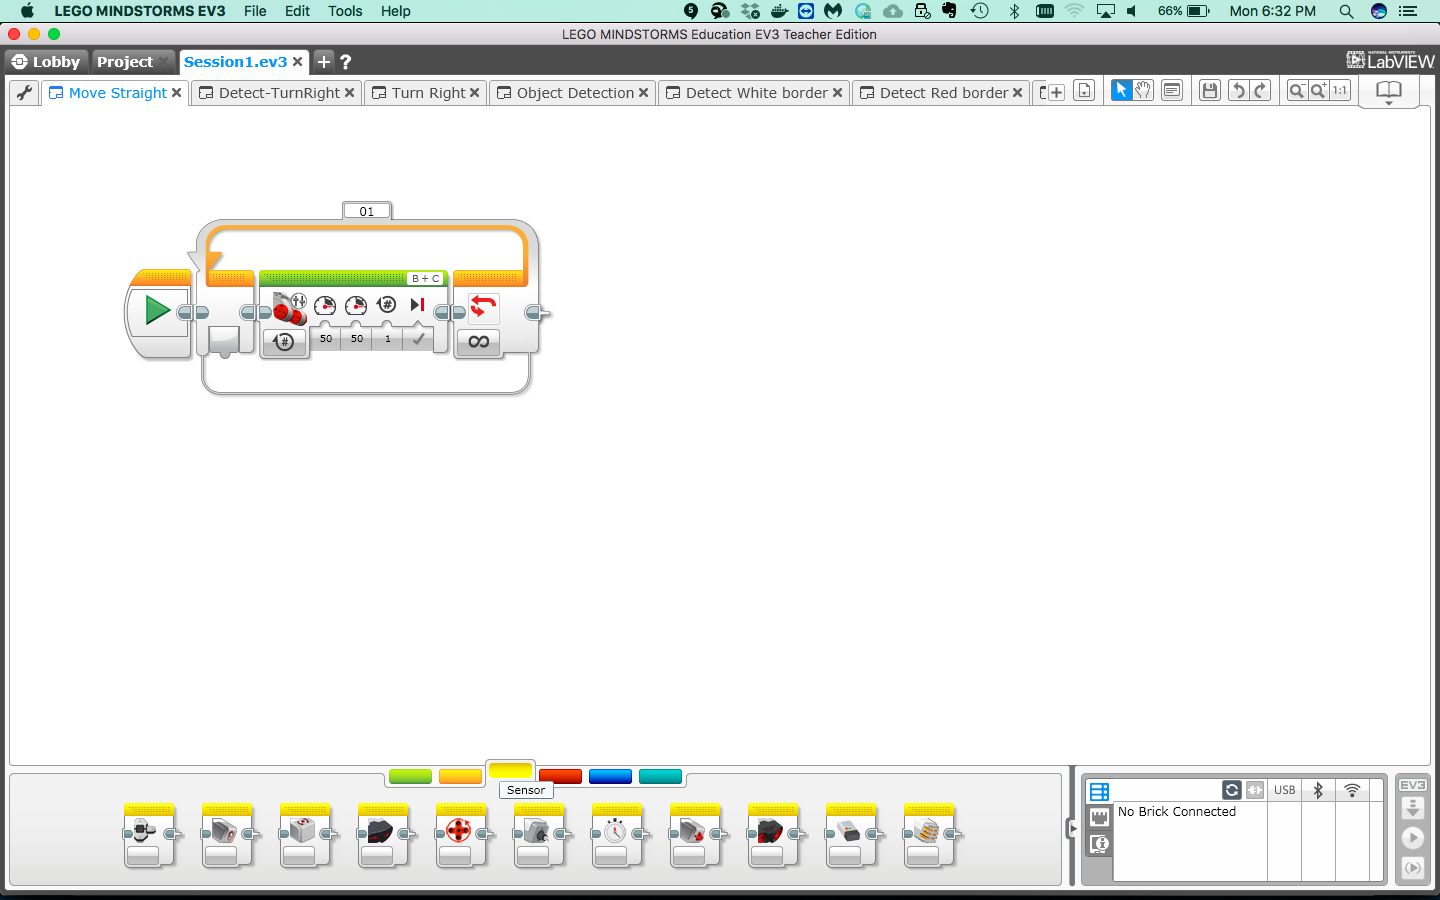 LEGO MINDSTORMS EV3 File Edit Tools Help 66% Mon 6:32 PM
LEGO MINDSTORMS Education EV3 Teacher Edition
Lobby Project Session1.ev3 + ?
NATIONAL INSTRUMENTS
LabVIEW
Move Straight Detect-TurnRight Turn Right Object Detection Detect White border Detect Red border 1:1
01
B + C
#
50 50 1
# ∞
Sensor
USB
EV3
No Brick Connected